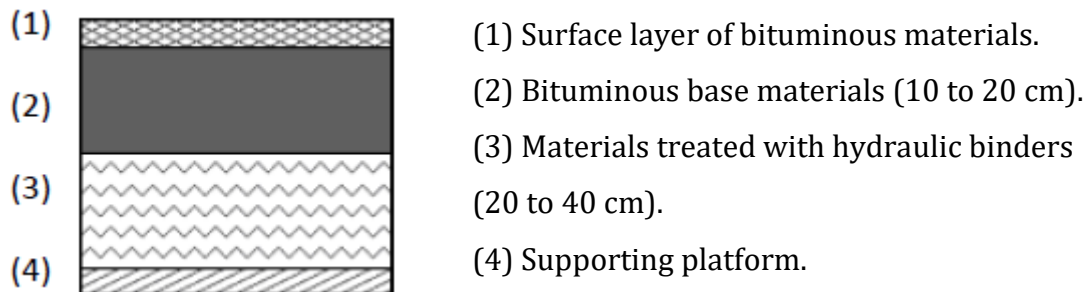 (1)
(2)
(3)
(4)
(1) Surface layer of bituminous materials.
(2) Bituminous base materials (10 to 20 cm).
(3) Materials treated with hydraulic binders
(20 to 40 cm).
(4) Supporting platform.